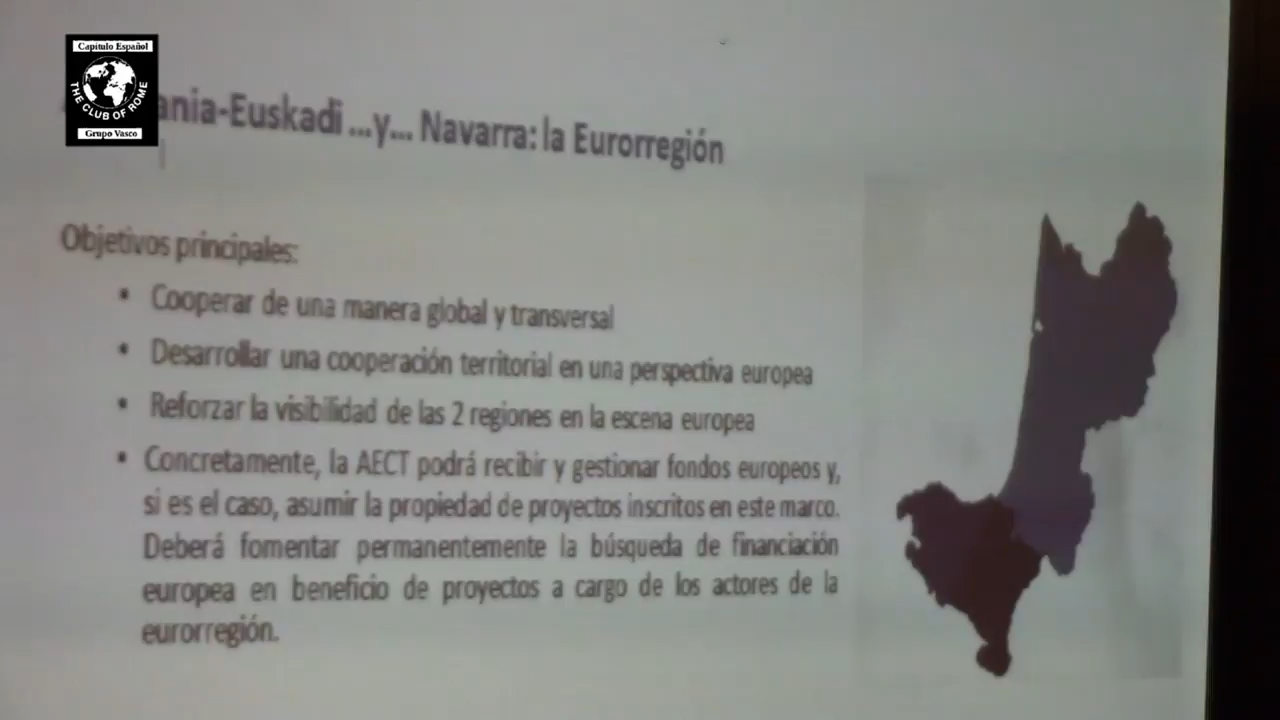 Capítulo Español
THE CLUB OF ROME
Grupo Vasco
ania-Euskadi ...y... Navarra: la Eurorregión
Objetivos principales:
• Cooperar de una manera global y transversal
• Desarrollar una cooperación territorial en una perspectiva europea
• Reforzar la visibilidad de las 2 regiones en la escena europea
• Concretamente, la AECT podrá recibir y gestionar fondos europeos y,
si es el caso, asumir la propiedad de proyectos inscritos en este marco.
Deberá fomentar permanentemente la búsqueda de financiación
europea en beneficio de proyectos a cargo de los actores de la
eurorregión.